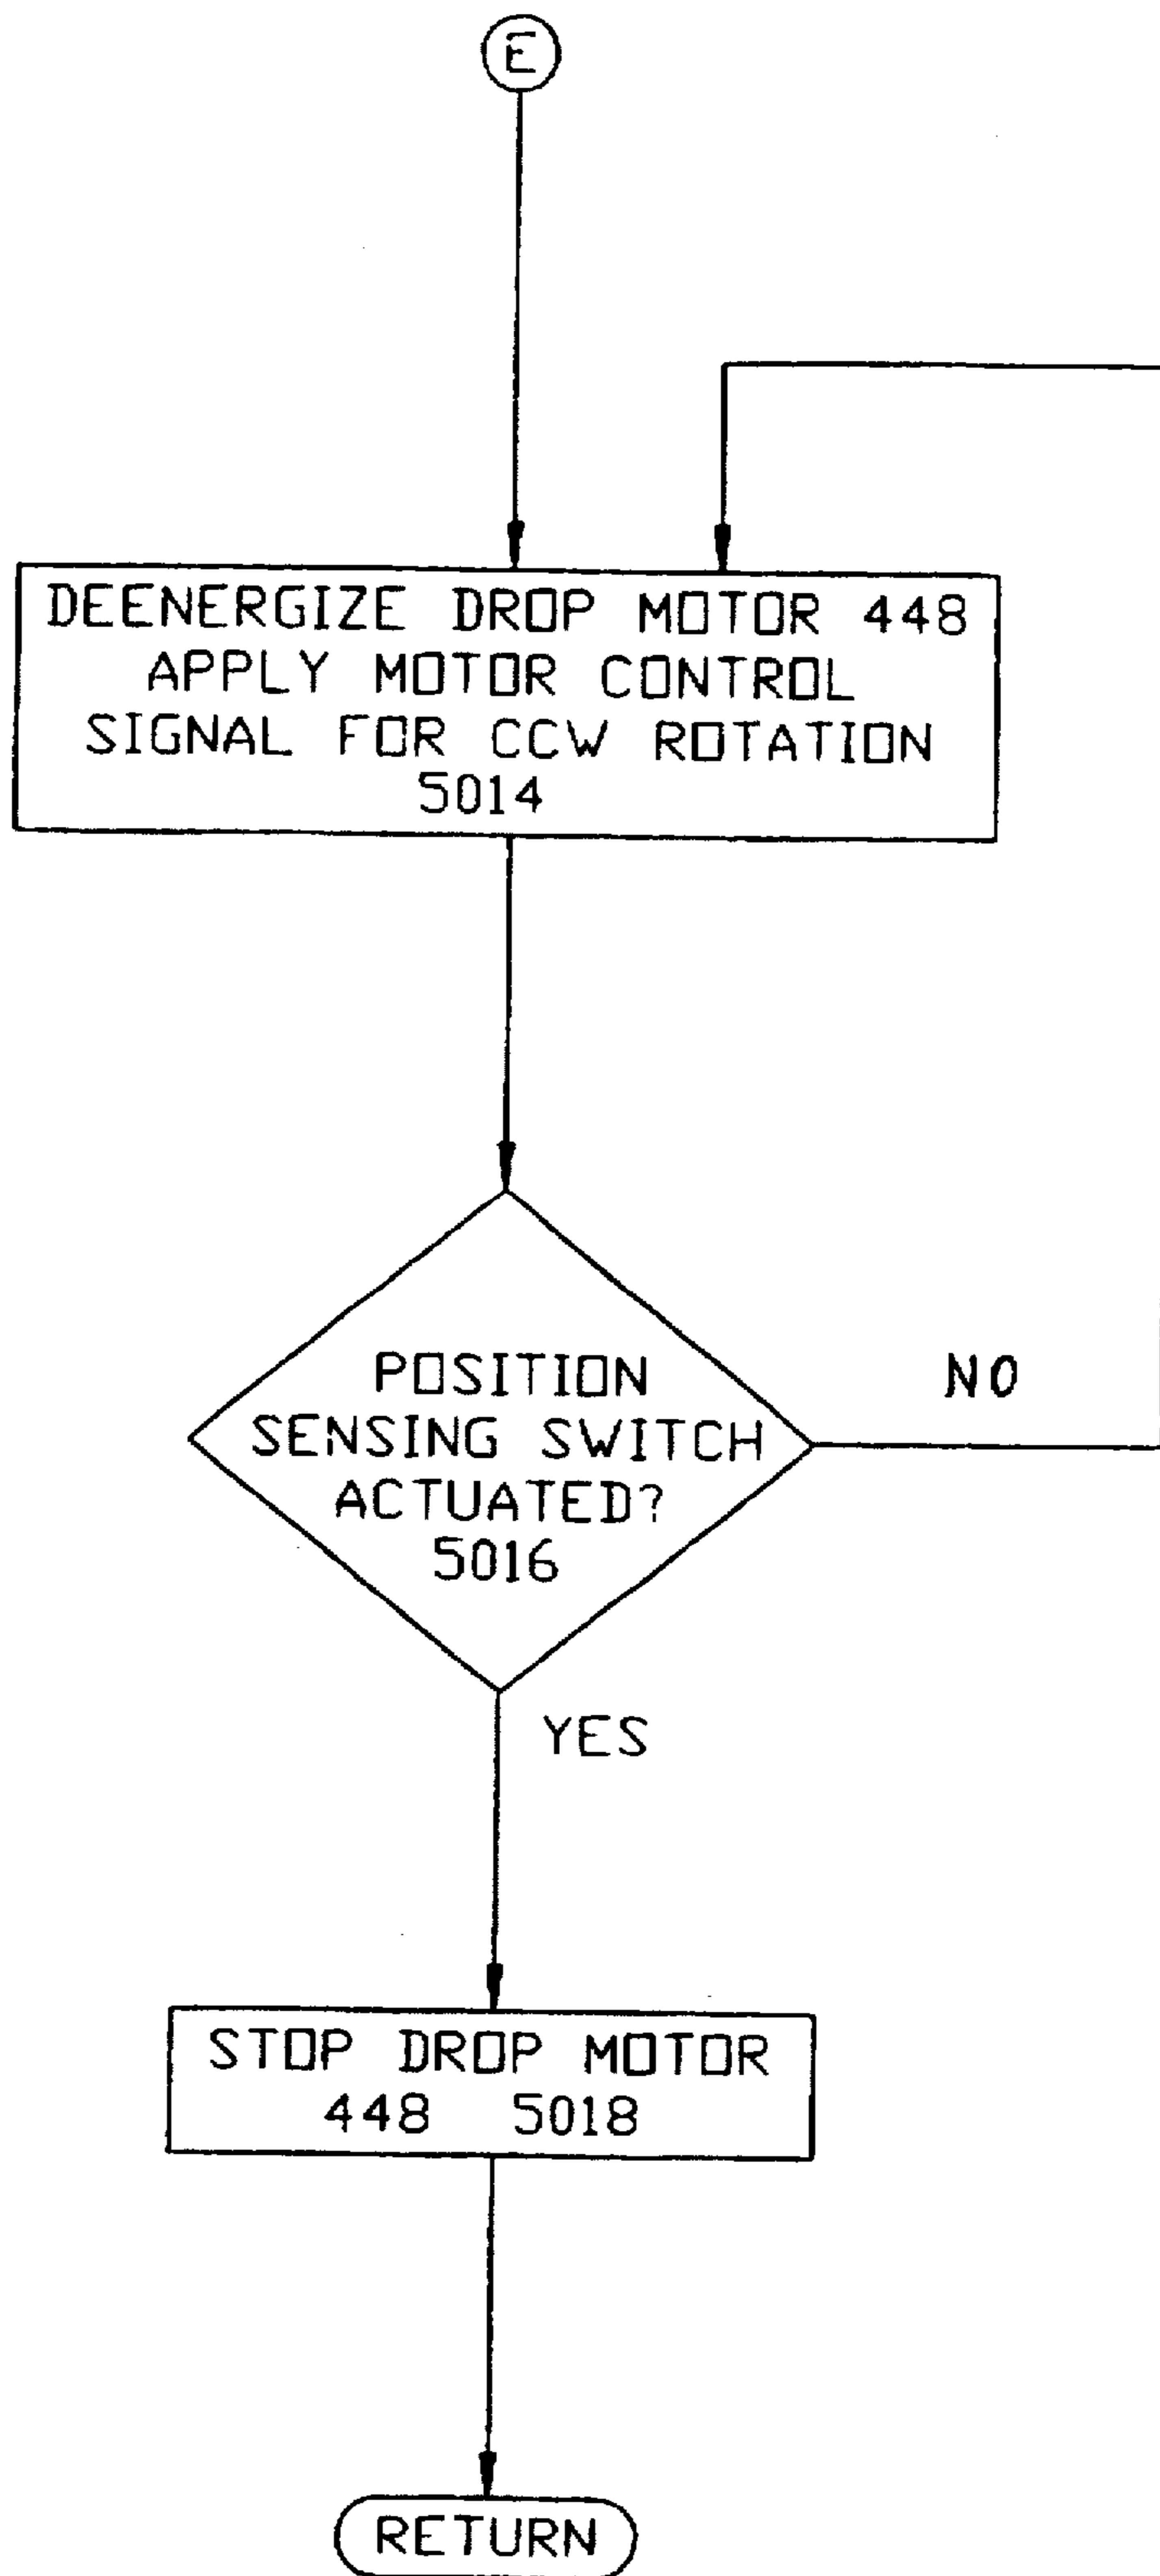 E
DEENERGIZE DROP MOTOR 448
APPLY MOTOR CONTROL
SIGNAL FOR CCW ROTATION
5014
POSITION
SENSING SWITCH
ACTUATED?
5016
NO
YES
STOP DROP MOTOR
448 5018
RETURN